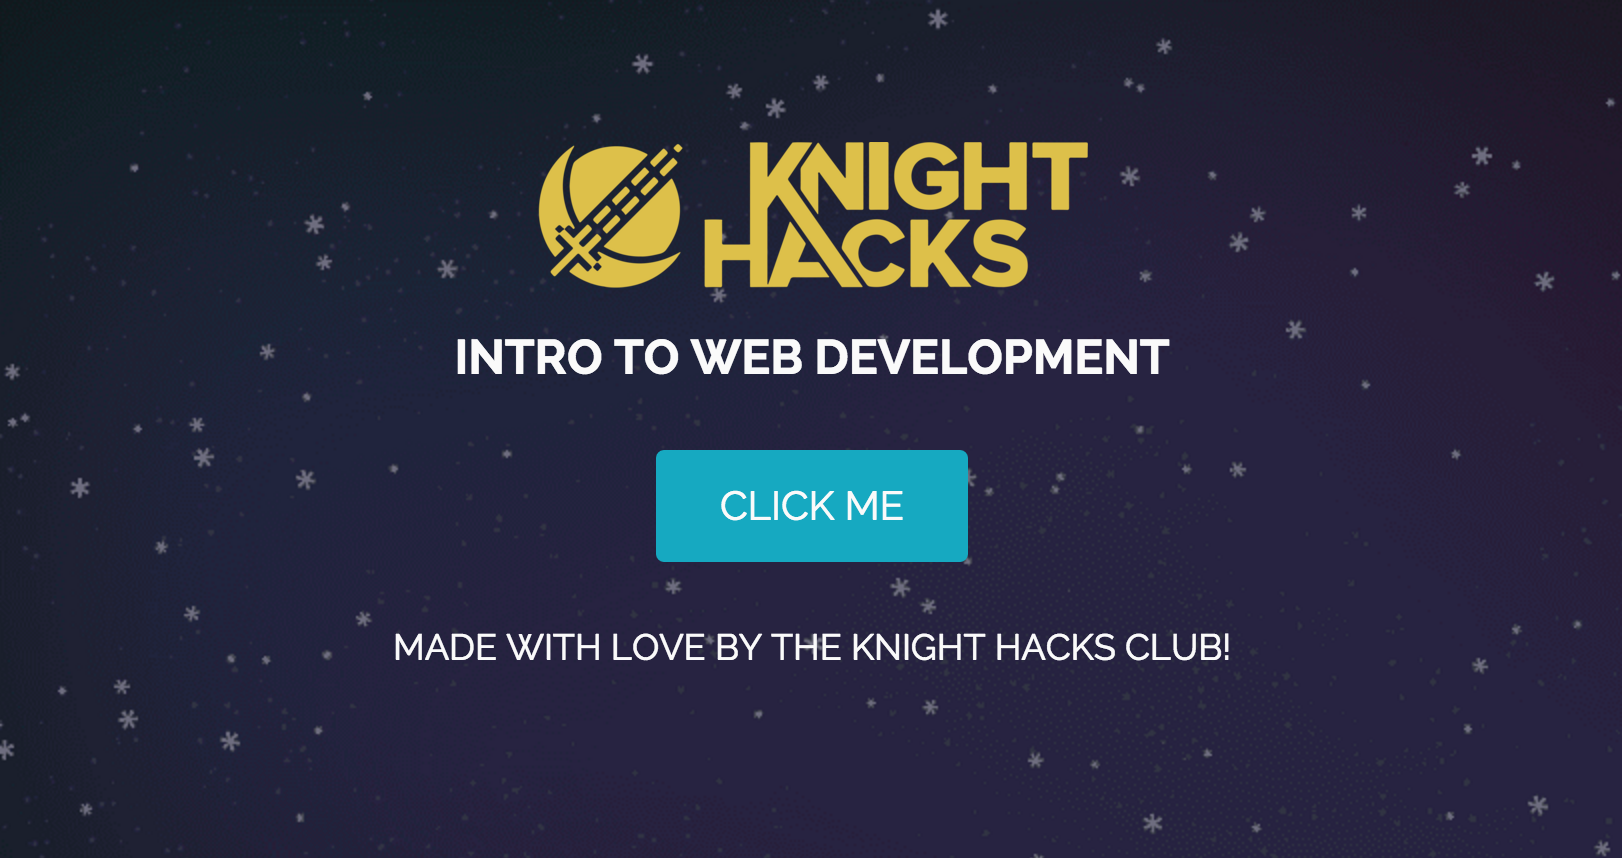 KNIGHT
HACKS
INTRO TO WEB DEVELOPMENT
CLICK ME
MADE WITH LOVE BY THE KNIGHT HACKS CLUB!